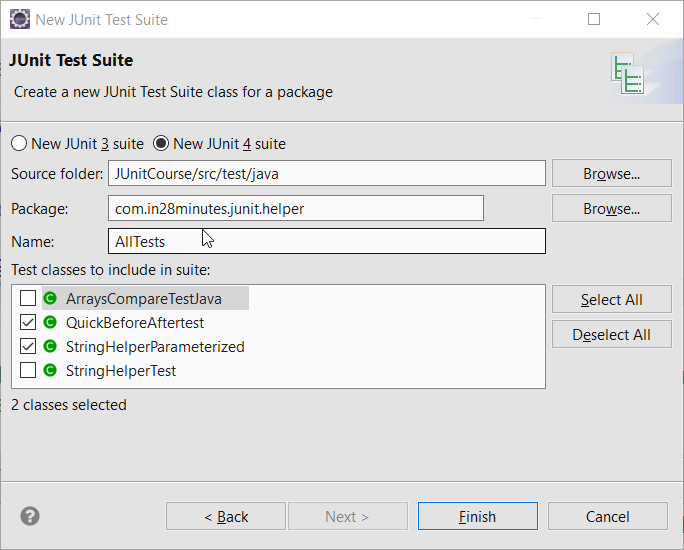 New JUnit Test Suite
JUnit Test Suite
Create a new JUnit Test Suite class for a package
New JUnit 3 suite New JUnit 4 suite
Source folder: JUnitCourse/src/test/java Browse...
Package: com.in28minutes.junit.helper Browse...
Name: AllTests
Test classes to include in suite:
ArraysCompareTestJava Select All
QuickBeforeAftertest
StringHelperParameterized Deselect All
StringHelperTest
2 classes selected
< Back Next > Finish Cancel